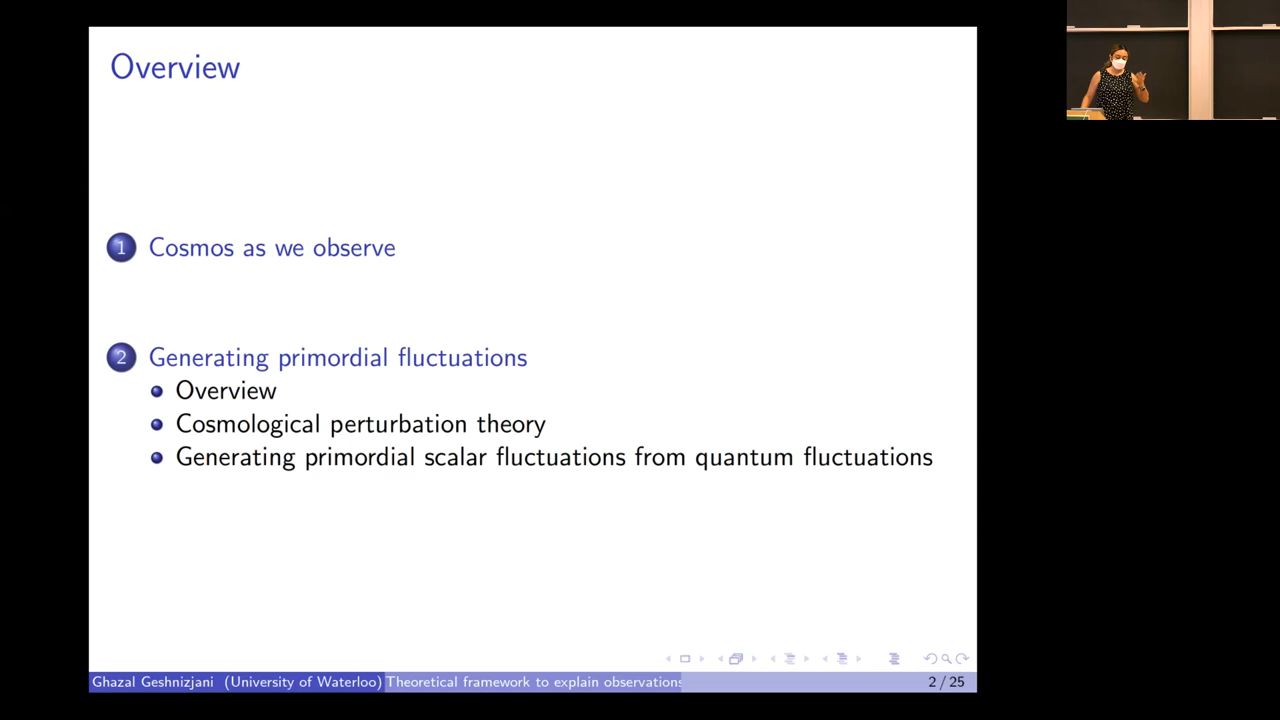 Overview
1 Cosmos as we observe
2 Generating primordial fluctuations
Overview
Cosmological perturbation theory
Generating primordial scalar fluctuations from quantum fluctuations
Ghazal Geshnizjani (University of Waterloo) Theoretical framework to explain observations 2 / 25